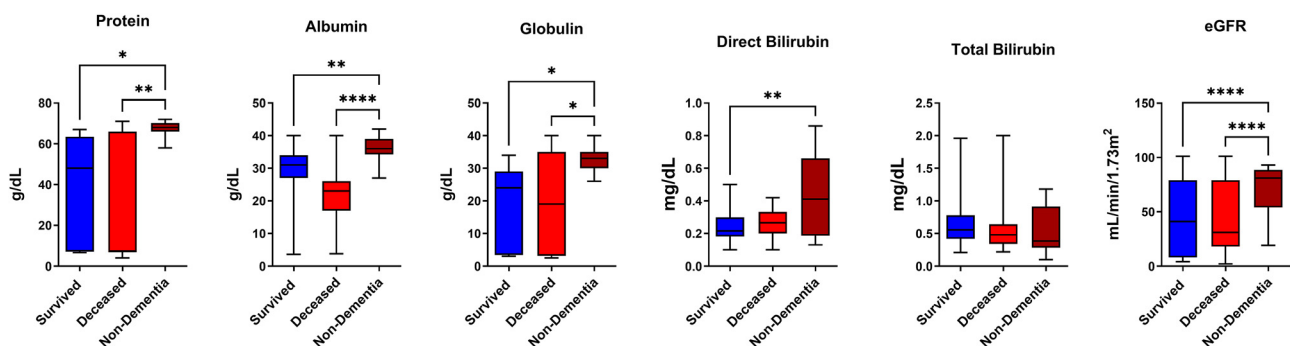 Protein
*
**
80
60
40
20
0
g/dL
Survived
Deceased
Non-Dementia
Albumin
**
****
50
40
30
20
10
0
g/dL
Survived
Deceased
Non-Dementia
Globulin
*
*
50
40
30
20
10
0
g/dL
Survived
Deceased
Non-Dementia
Direct Bilirubin
**
1.0
0.8
0.6
0.4
0.2
0.0
mg/dL
Survived
Deceased
Non-Dementia
Total Bilirubin
2.5
2.0
1.5
1.0
0.5
0.0
mg/dL
Survived
Deceased
Non-Dementia
eGFR
****
****
150
100
50
0
mL/min/1.73m²
Survived
Deceased
Non-Dementia